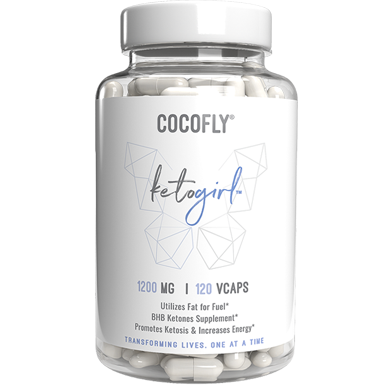 COCOFLY®
ketogirl™
1200 MG | 120 VCAPS
Utilizes Fat for Fuel*
BHB Ketones Supplement*
Promotes Ketosis & Increases Energy*
TRANSFORMING LIVES, ONE AT A TIME